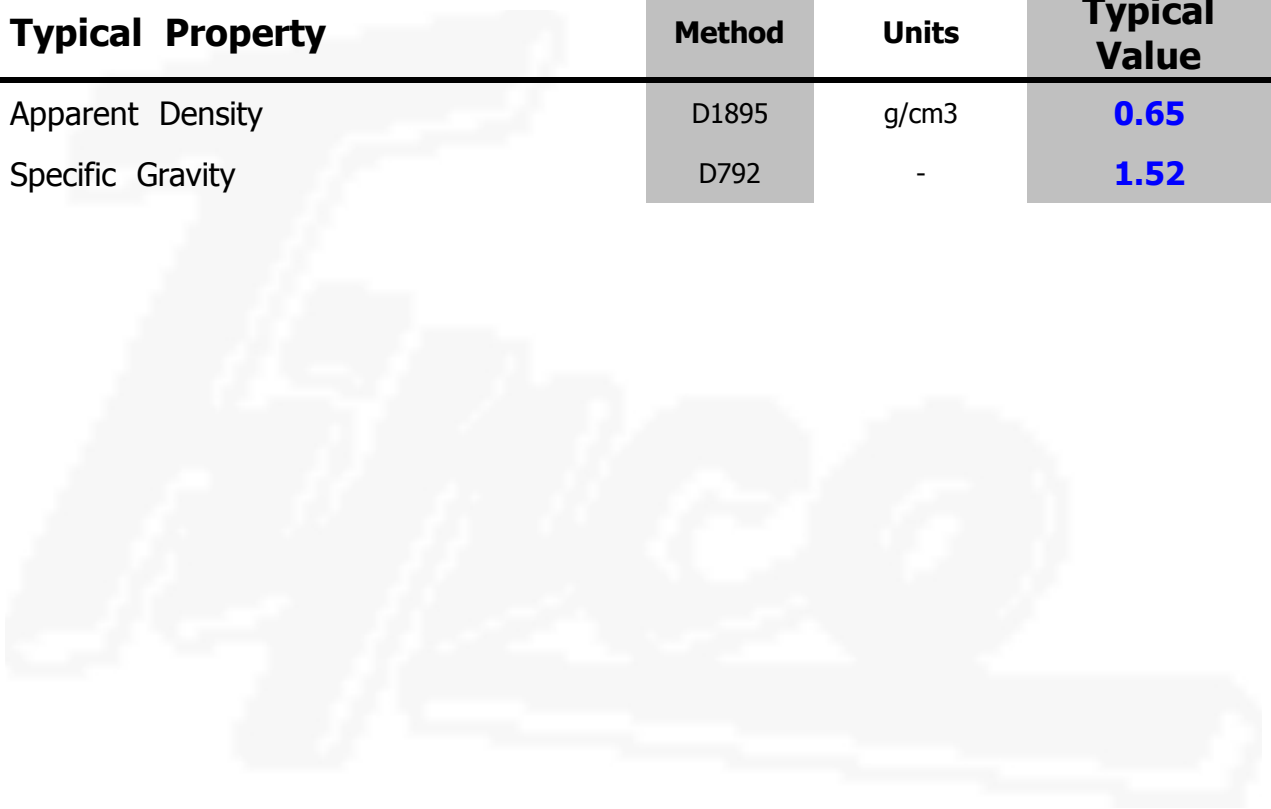 Typical Property Method Units Typical Value
Apparent Density D1895 g/cm3 0.65
Specific Gravity D792 - 1.52